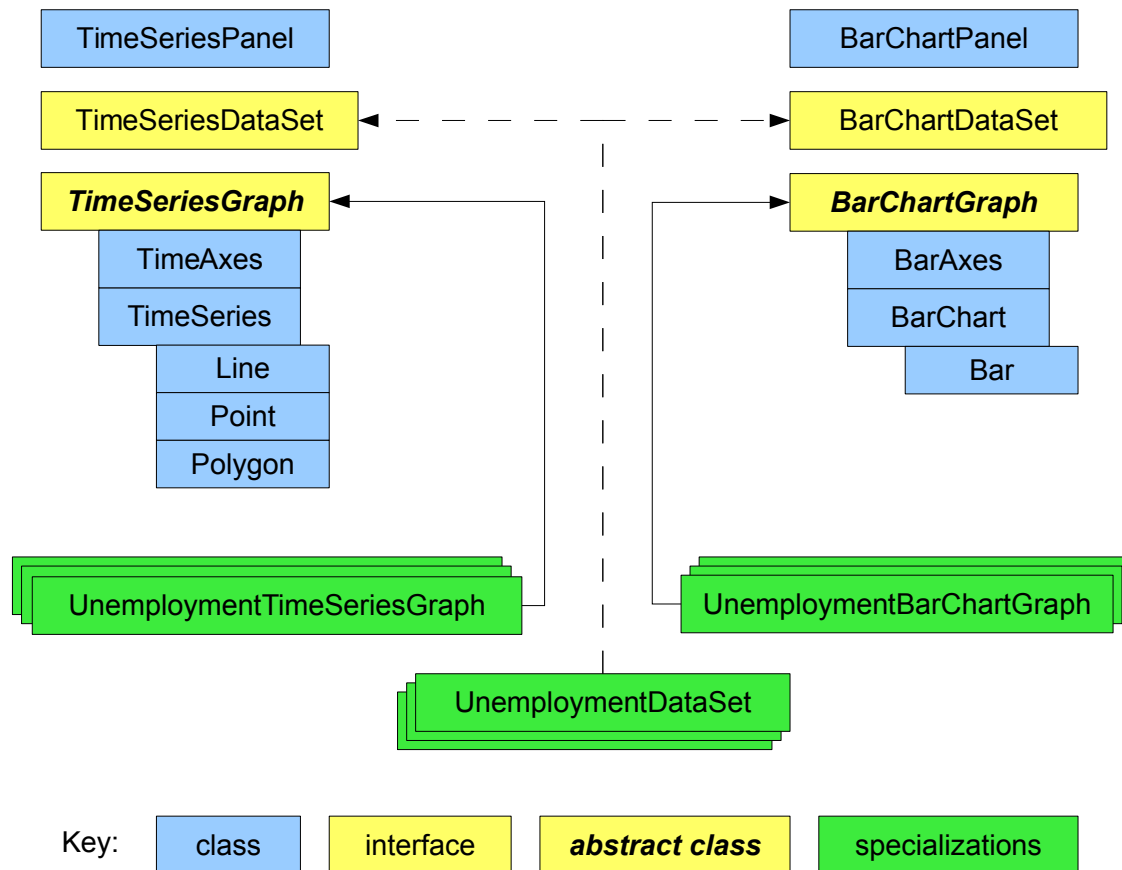 TimeSeriesPanel
BarChartPanel
TimeSeriesDataSet
BarChartDataSet
TimeSeriesGraph
BarChartGraph
TimeAxes
BarAxes
TimeSeries
BarChart
Line
Bar
Point
Polygon
UnemploymentTimeSeriesGraph
UnemploymentBarChartGraph
UnemploymentDataSet
Key:
class
interface
abstract class
specializations